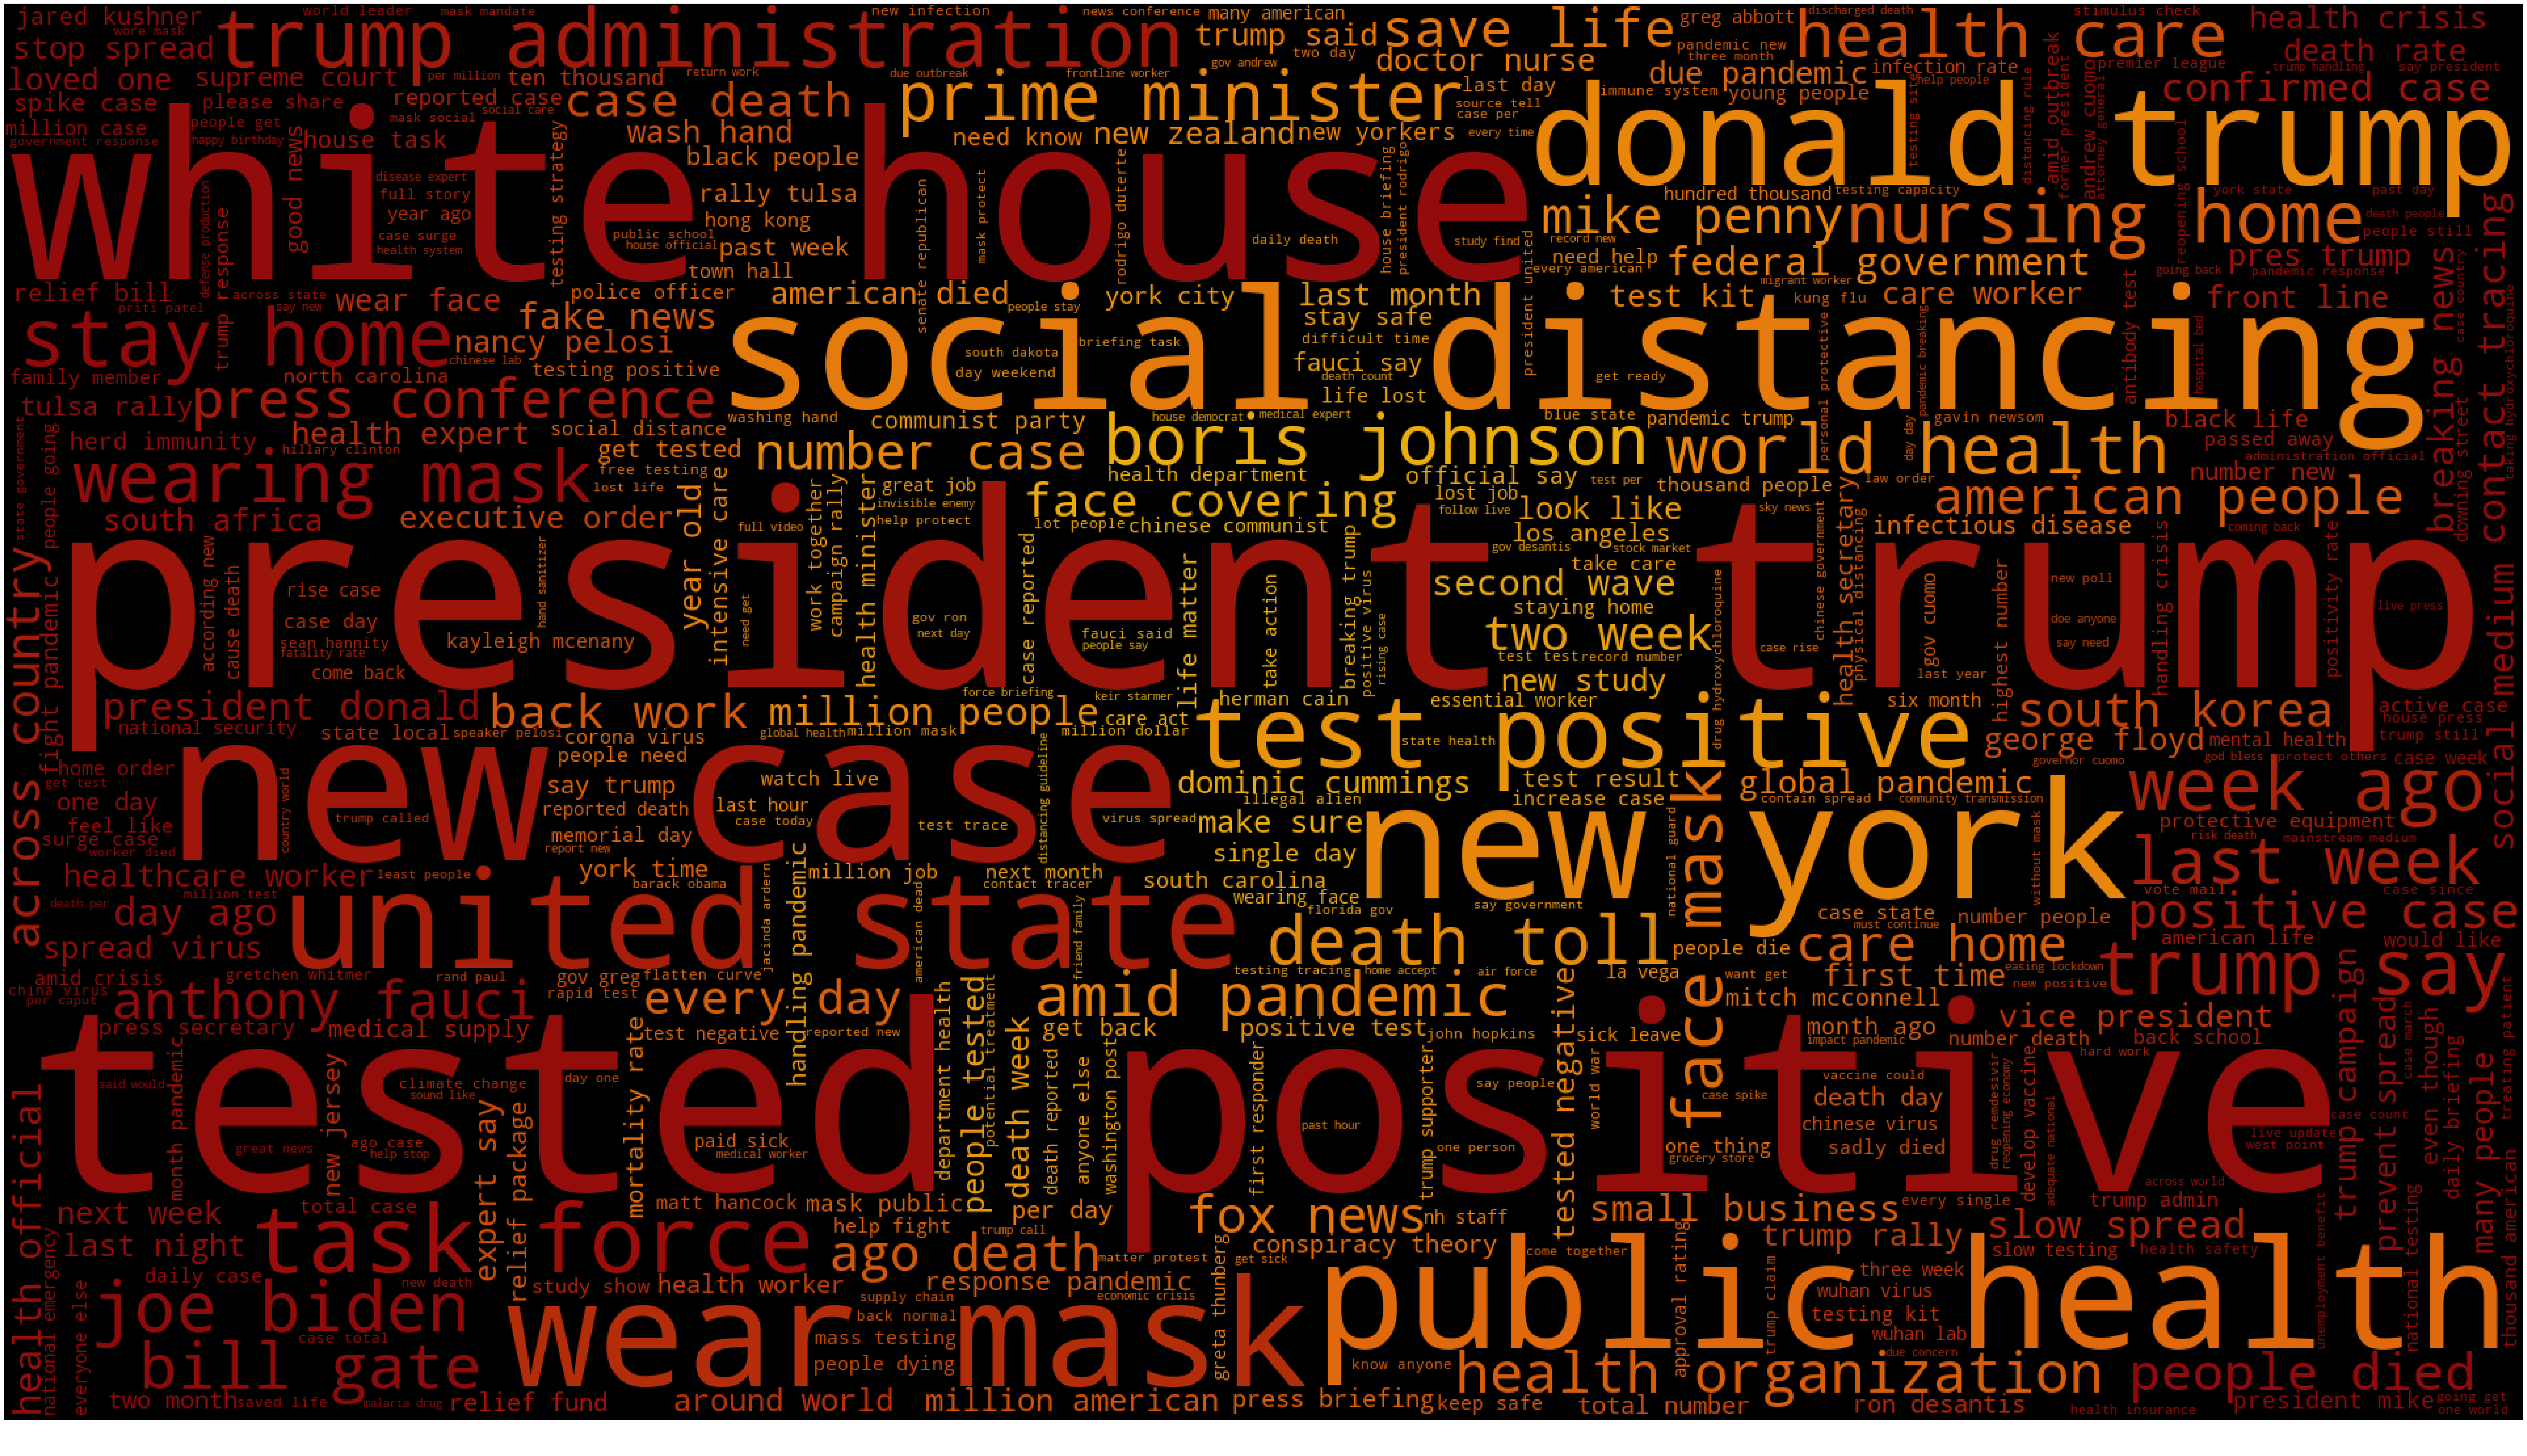 jared kushner
world leader
mask mandate
wore mask
new infection
news conference
many american
greg abbott
discharged death
stimulus check
health crisis
stop spread
trump administration
trump said
save life
two day
gov andrew
pandemic new
three month
health care
death rate
loved one
supreme court
per million
ten thousand
return work
due outbreak
frontline worker
doctor nurse
last day
due pandemic
infection rate
help people
premier league
trump handling
say president
spike case
please share
reported case
social care
mask social
case death
prime minister
source tell
case per
immune system
young people
testing site
distancing rule
amid outbreak
former president
andrew cuomo
attorney general
confirmed case
million case
government response
people get
happy birthday
good news
house task
testing strategy
wash hand
black people
need know
new zealand
new yorkers
every time
donald trump
reopening school
white house
disease expert
full story
year ago
case surge
health system
defense production
trump response
rally tulsa
hong kong
public school
house official
past week
town hall
senate republican
mask protect
rodrigo duterte
daily death
house briefing
president rodrigo
study find
president united
hundred thousand
testing capacity
york state
past day
mike penny
record new
need help
every american
nursing home
death people
people still
federal government
migrant worker
going back
pres trump
pandemic response
relief bill
priti patel
across state
say new
wear face
police officer
american died
people stay
york city
last month
test kit
kung flu
care worker
antibody test
hospital bed
front line
breaking news
case country
contact tracing
taking hydroxychloroquine
stay home
fake news
nancy pelosi
chinese lab
social distancing
south dakota
day weekend
briefing task
stay safe
difficult time
fauci say
death count
life lost
get ready
personal protective
pandemic breaking
family member
north carolina
testing positive
tulsa rally
press conference
washing hand
communist party
house democrat
medical expert
blue state
pandemic trump
day day
gavin newsom
black life
downing street
herd immunity
health expert
hillary clinton
social distance
get tested
free testing
number case
boris johnson
health department
official say
test per
world health
passed away
administration official
number new
state government
people going
wearing mask
lost life
year old
intensive care
full video
work together
campaign rally
health minister
great job
invisible enemy
help protect
face covering
lost job
follow live
thousand people
sky news
law order
american people
south africa
executive order
lot people
chinese communist
look like
los angeles
infectious disease
coming back
across country
fight pandemic
according new
cause death
rise case
case day
sean hannity
fatality rate
come back
kayleigh mcenany
hand sanitizer
need get
president trump
gov ron
next day
case reported
fauci said
people say
life matter
take action
breaking trump
positive virus
rising case
gov desantis
stock market
take care
second wave
staying home
two week
test test
record number
drug hydroxychloroquine
case rise
chinese government
health secretary
physical distancing
gov cuomo
last year
highest number
new poll
doe anyone
say need
handling crisis
positivity rate
live press
social medium
president donald
national security
back work
million people
force briefing
keir starmer
care act
herman cain
new study
essential worker
six month
south korea
active case
house press
trump still
state local
speaker pelosi
corona virus
global health
million mask
million dollar
people need
test positive
state health
george floyd
mental health
home order
get test
new case
say trump
watch live
distancing guideline
dominic cummings
test result
global pandemic
governor cuomo
god bless
protect others
case week
one day
country world
trump called
reported death
last hour
case today
illegal alien
increase case
contain spread
community transmission
week ago
feel like
surge case
worker died
memorial day
report new
test trace
virus spread
make sure
new york
face mask
national guard
without mask
protective equipment
risk death
mainstream medium
healthcare worker
least people
york time
barack obama
million job
next month
contact tracer
single day
south carolina
last week
death per
million test
day ago
united state
handling pandemic
jacinda ardern
american dead
friend family
wearing face
florida gov
say government
case state
must continue
number people
vote mail
case since
positive case
spread virus
death toll
people die
care home
american life
would like
amid crisis
gretchen whitmer
rand paul
gov greg
flatten curve
testing tracing
home accept
air force
la vega
want get
first time
easing lockdown
new positive
trump say
china virus
per caput
anthony fauci
rapid test
every day
people tested
potential treatment
amid pandemic
tested negative
mitch mcconnell
press secretary
medical supply
mortality rate
test negative
reported new
department health
death week
get back
positive test
john hopkins
sick leave
month ago
impact pandemic
vice president
number death
back school
hard work
trump campaign
prevent spread
case march
even though
daily briefing
many people
treating patient
month pandemic
said would
new jersey
climate change
sound like
day one
tested positive
death reported
anyone else
washington post
first responder
past hour
trump supporter
say people
one person
world war
case spike
vaccine could
death day
chinese virus
sadly died
drug remdesivir
reopening economy
develop vaccine
adequate national
case count
live update
west point
health official
great news
ago case
help stop
expert say
relief package
paid sick
medical worker
one thing
grocery store
across world
next week
total case
matt hancock
mask public
help fight
per day
trump call
fox news
nh staff
small business
every single
trump admin
slow spread
last night
task force
ago death
matter protest
greta thunberg
get sick
conspiracy theory
come together
approval rating
trump rally
trump claim
slow testing
health safety
unemployment benefit
national testing
thousand american
national emergency
everyone else
daily case
new death
study show
health worker
supply chain
response pandemic
economic crisis
three week
wuhan virus
testing kit
wuhan lab
due concern
joe biden
case total
wear mask
back normal
mass testing
people dying
public health
bill gate
know anyone
health organization
people died
two month
saved life
malaria drug
relief fund
around world
million american
press briefing
keep safe
total number
ron desantis
health insurance
president mike
going get
one world